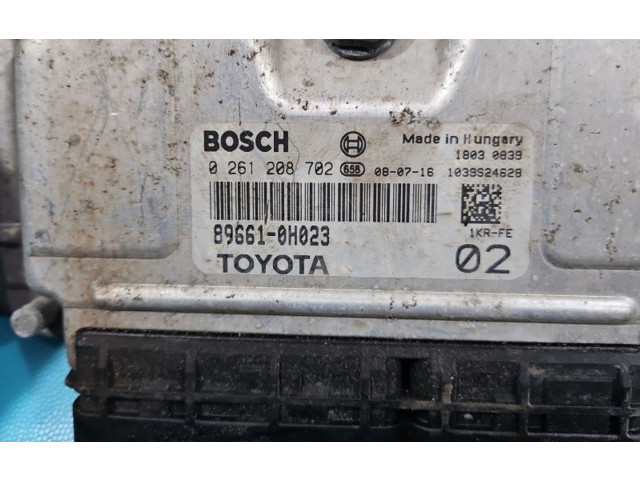 BOSCH Made in Hungary
1803 0839
0 261 208 702 656 08-07-16 1039S24629
89661-0H023 1KR-FE
TOYOTA 02